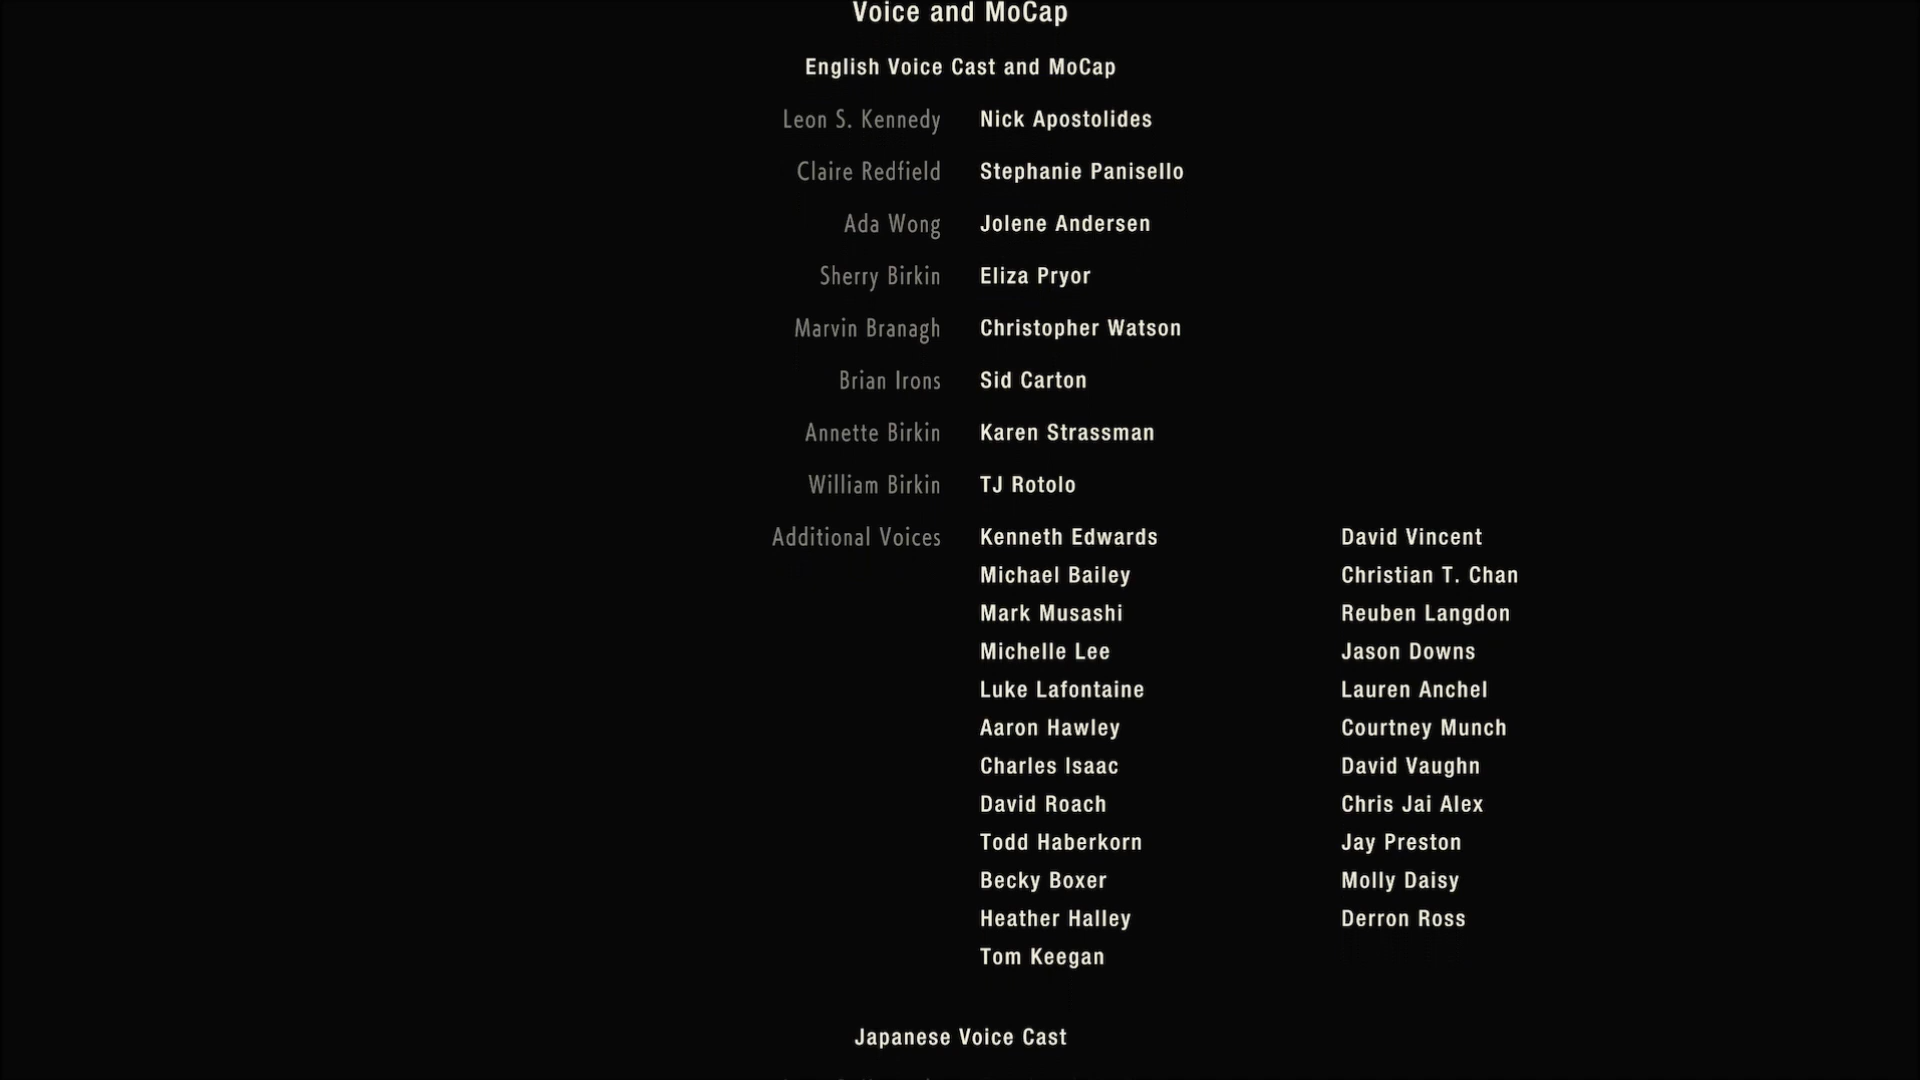 Voice and MoCap
English Voice Cast and MoCap
Leon S. Kennedy Nick Apostolides
Claire Redfield Stephanie Panisello
Ada Wong Jolene Andersen
Sherry Birkin Eliza Pryor
Marvin Branagh Christopher Watson
Brian Irons Sid Carton
Annette Birkin Karen Strassman
William Birkin TJ Rotolo
Additional Voices Kenneth Edwards David Vincent
Michael Bailey Christian T. Chan
Mark Musashi Reuben Langdon
Michelle Lee Jason Downs
Luke Lafontaine Lauren Anchel
Aaron Hawley Courtney Munch
Charles Isaac David Vaughn
David Roach Chris Jai Alex
Todd Haberkorn Jay Preston
Becky Boxer Molly Daisy
Heather Halley Derron Ross
Tom Keegan
Japanese Voice Cast